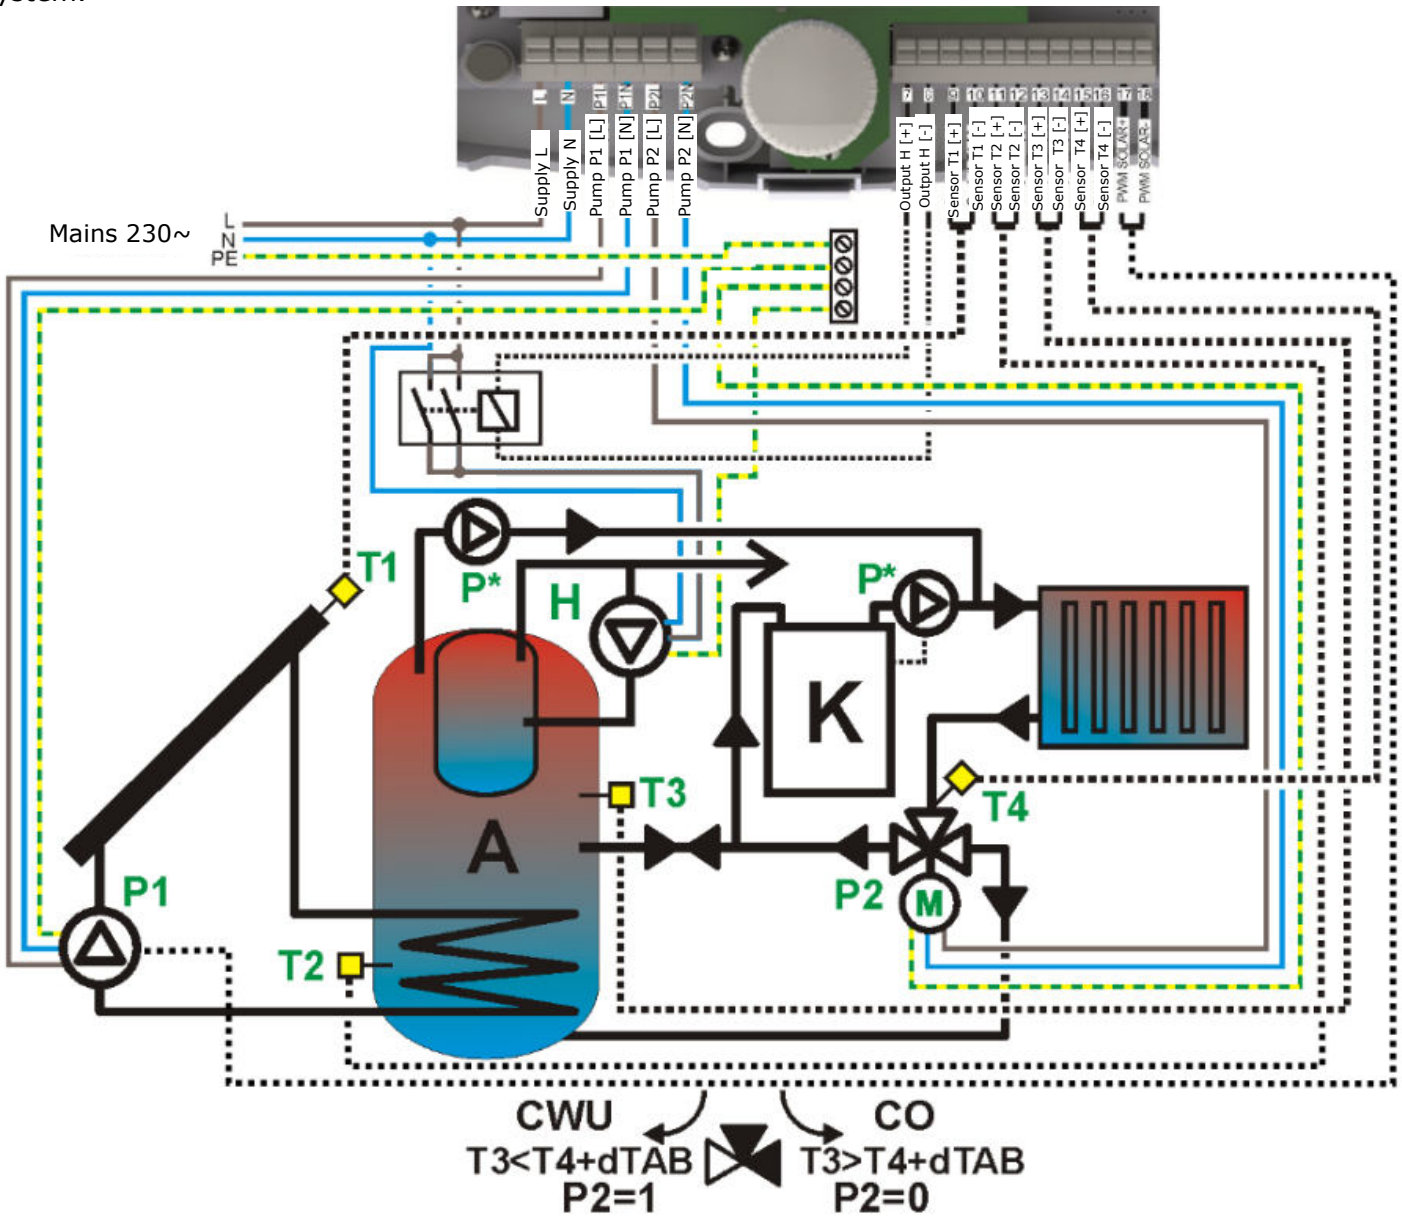 ystem.
L
N
P1L
P1N
P2L
P2N
7
9
10
11
12
13
14
15
16
17
Supply L
Supply N
Pump P1 [L]
Pump P1 [N]
Pump P2 [L]
Pump P2 [N]
Output H [+]
Output H [-]
Sensor T1 [+]
Sensor T1 [-]
Sensor T2 [+]
Sensor T2 [-]
Sensor T3 [+]
Sensor T3 [-]
Sensor T4 [+]
Sensor T4 [-]
PWM SOLAR+
PWM SOLAR-
Mains 230~
L
N
PE
T1
P*
H
P*
K
T3
T4
A
P1
P2
M
T2
CWU
CO
T3<T4+dTAB
T3>T4+dTAB
P2=1
P2=0